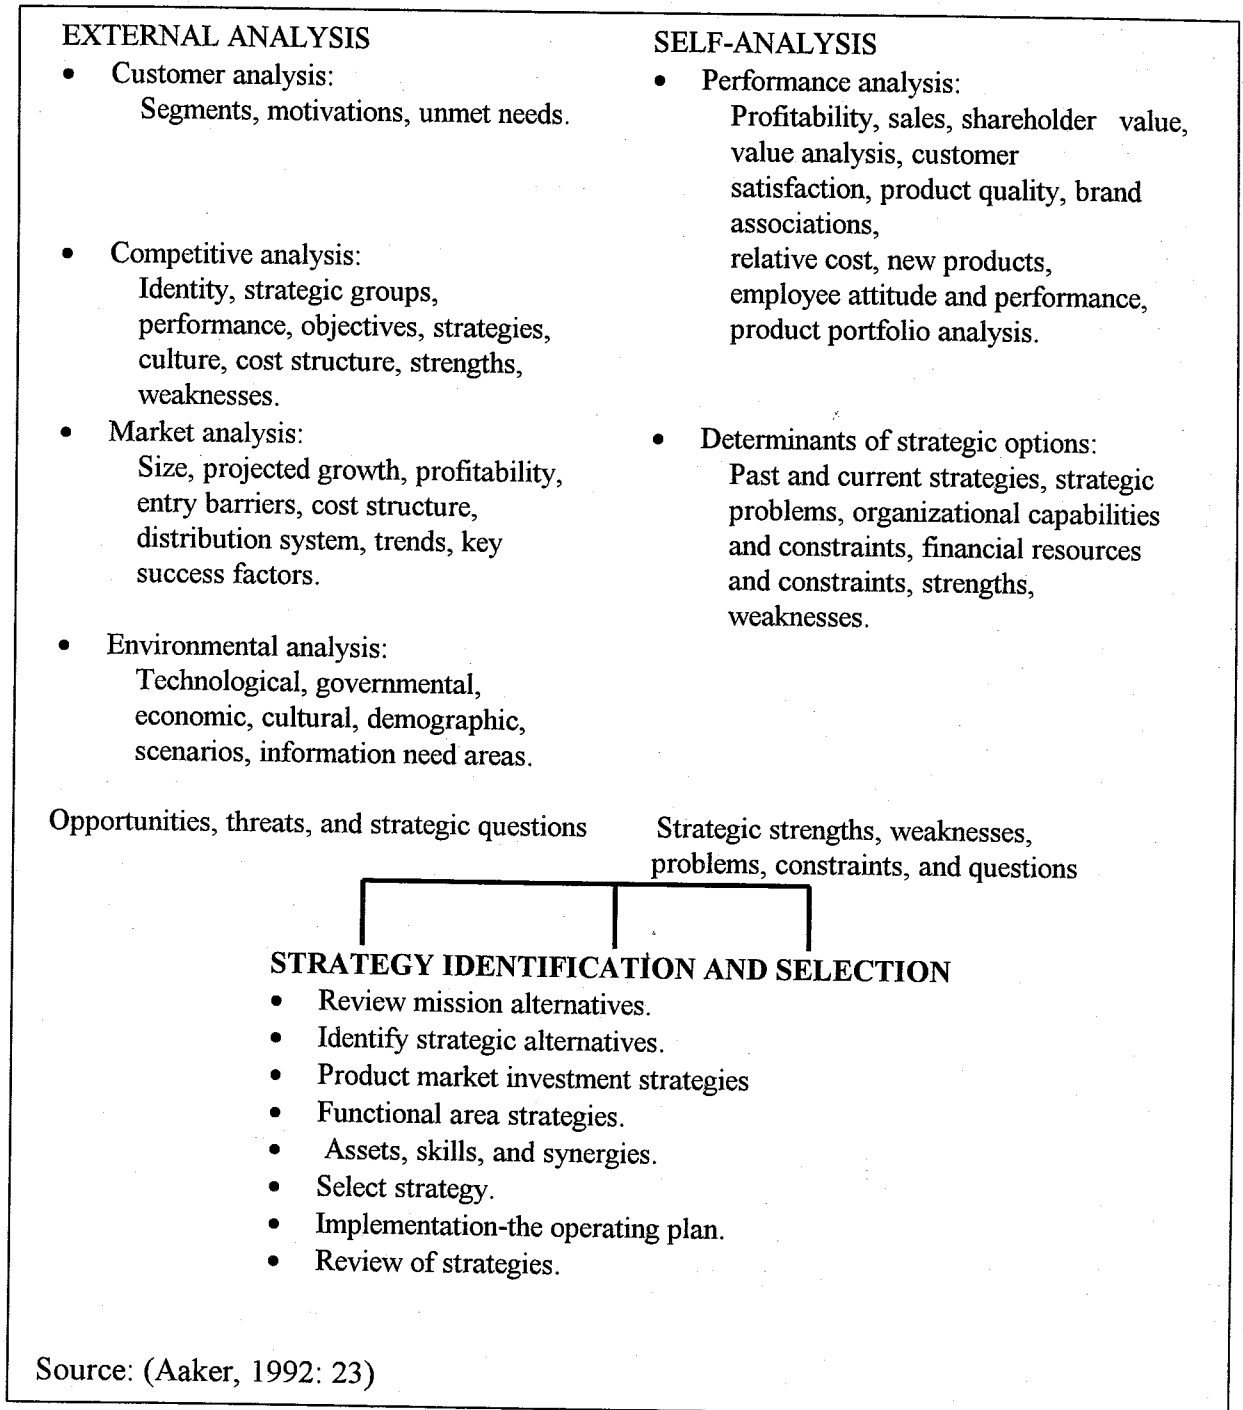 EXTERNAL ANALYSIS
• Customer analysis:
Segments, motivations, unmet needs.
• Competitive analysis:
Identity, strategic groups,
performance, objectives, strategies,
culture, cost structure, strengths,
weaknesses.
• Market analysis:
Size, projected growth, profitability,
entry barriers, cost structure,
distribution system, trends, key
success factors.
• Environmental analysis:
Technological, governmental,
economic, cultural, demographic,
scenarios, information need areas.
Opportunities, threats, and strategic questions
SELF-ANALYSIS
• Performance analysis:
Profitability, sales, shareholder value,
value analysis, customer
satisfaction, product quality, brand
associations,
relative cost, new products,
employee attitude and performance,
product portfolio analysis.
• Determinants of strategic options:
Past and current strategies, strategic
problems, organizational capabilities
and constraints, financial resources
and constraints, strengths,
weaknesses.
Strategic strengths, weaknesses,
problems, constraints, and questions
STRATEGY IDENTIFICATION AND SELECTION
• Review mission alternatives.
• Identify strategic alternatives.
• Product market investment strategies
• Functional area strategies.
• Assets, skills, and synergies.
• Select strategy.
• Implementation-the operating plan.
• Review of strategies.
Source: (Aaker, 1992: 23)